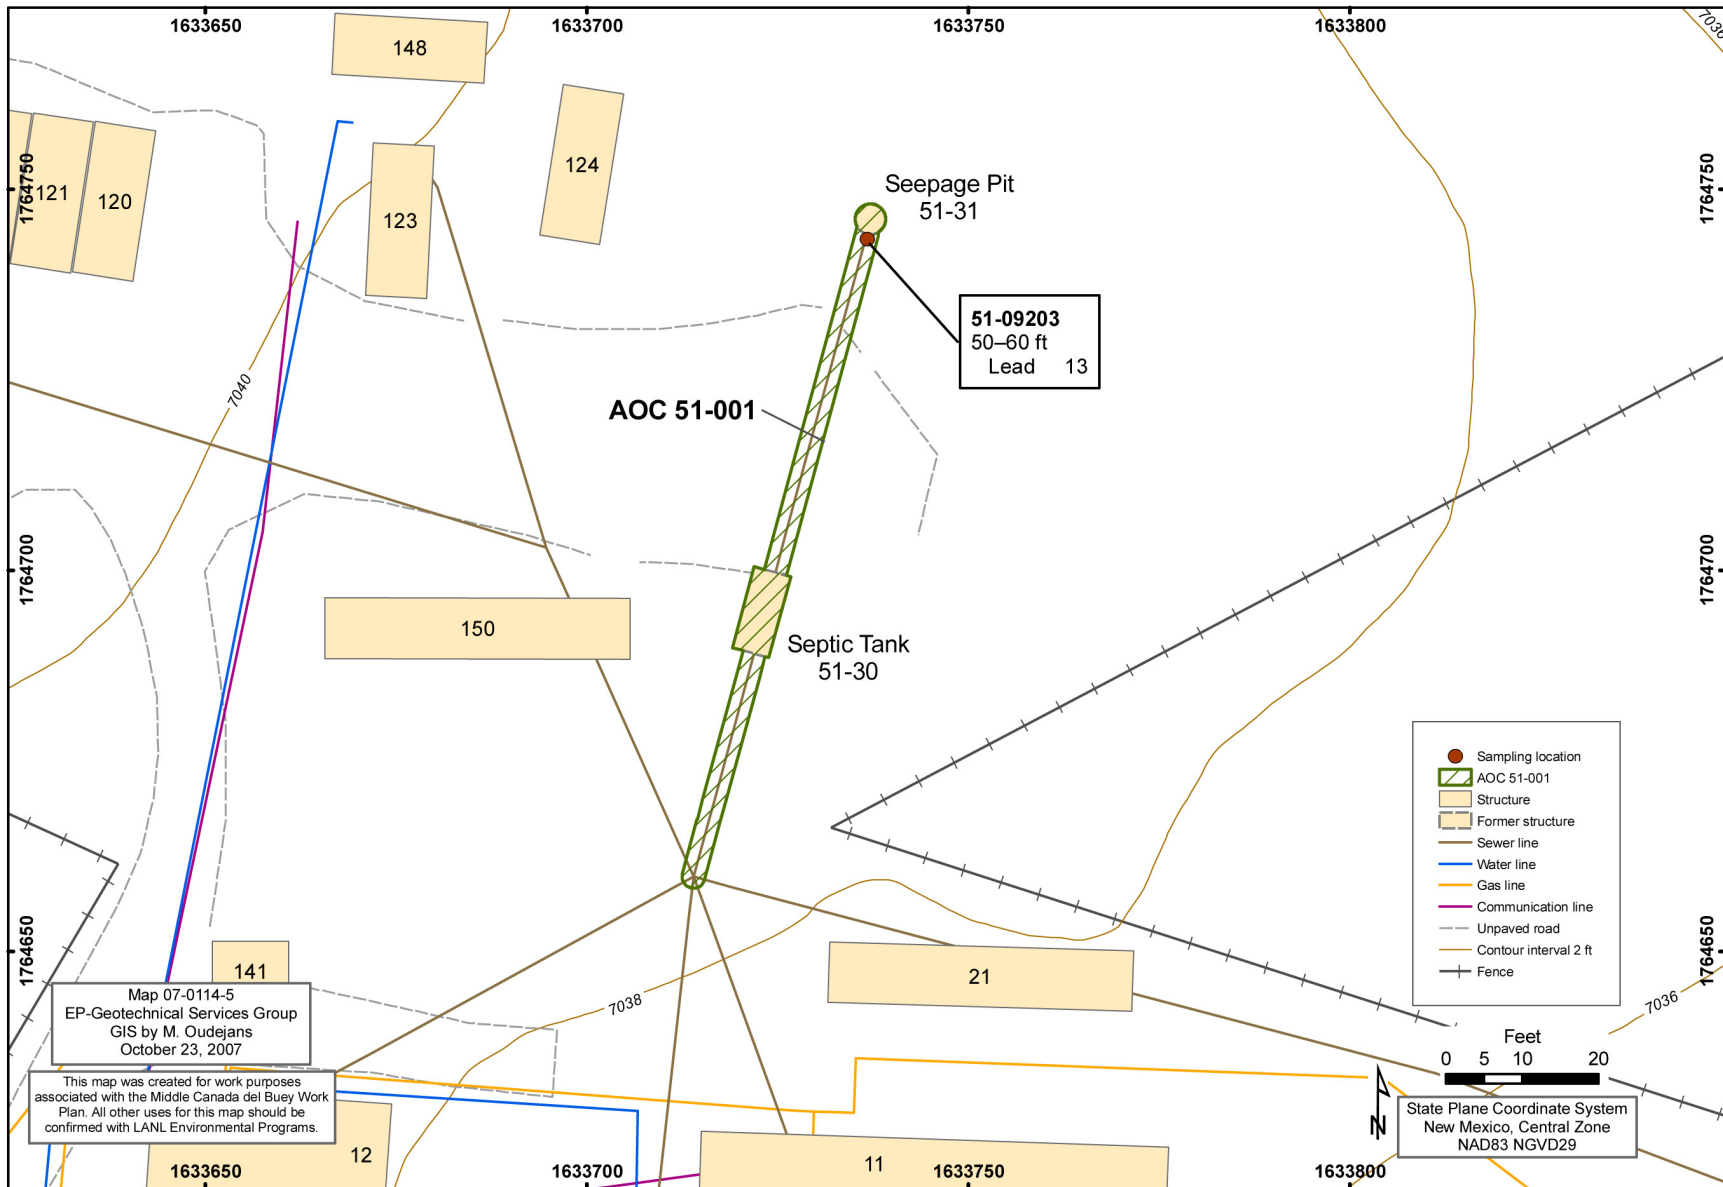 1633650
1633700
1633750
1633800
7036
148
124
1764750
1764750
121
120
123
Seepage Pit
51-31
51-09203
50–60 ft
Lead 13
7040
AOC 51-001
1764700
1764700
150
Septic Tank
51-30
Sampling location
AOC 51-001
Structure
Former structure
Sewer line
Water line
Gas line
Communication line
Unpaved road
Contour interval 2 ft
Fence
1764650
1764650
141
21
7038
7036
Map 07-0114-5
EP-Geotechnical Services Group
GIS by M. Oudejans
October 23, 2007
Feet
0 5 10 20
This map was created for work purposes
associated with the Middle Canada del Buey Work
Plan. All other uses for this map should be
confirmed with LANL Environmental Programs.
N
State Plane Coordinate System
New Mexico, Central Zone
NAD83 NGVD29
12
11
1633650
1633700
1633750
1633800